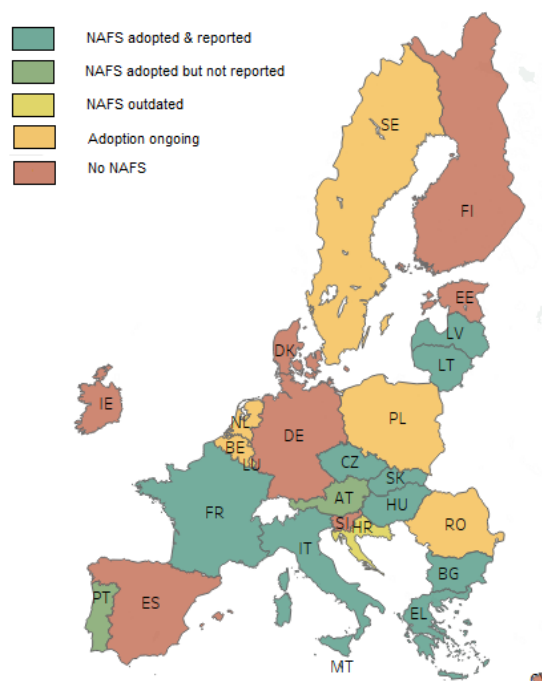 NAFS adopted & reported
NAFS adopted but not reported
NAFS outdated
Adoption ongoing
No NAFS
SE
FI
EE
LV
DK
LT
IE
NL
PL
BE
DE
LU
CZ
SK
AT
HU
FR
SI
HR
RO
IT
BG
PT
ES
EL
MT